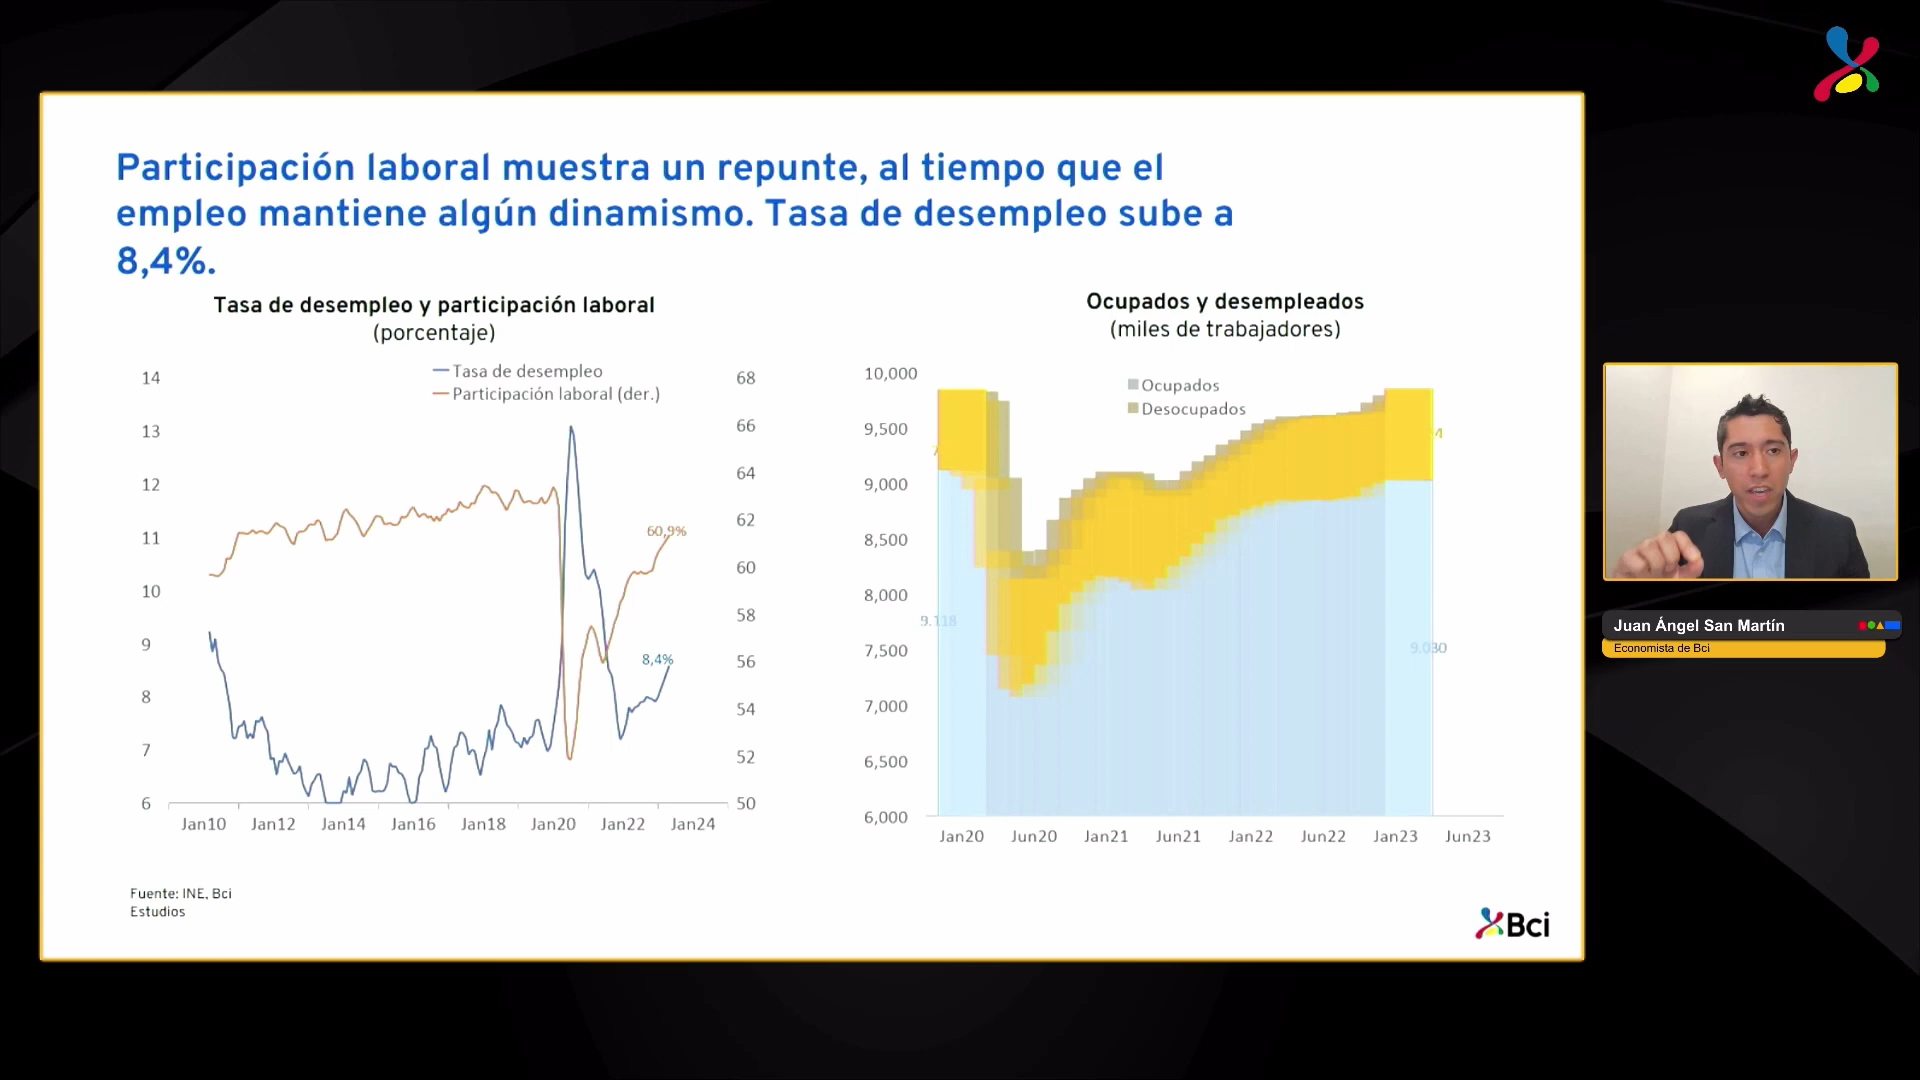 Participación laboral muestra un repunte, al tiempo que el
empleo mantiene algún dinamismo. Tasa de desempleo sube a
8,4%.
Tasa de desempleo y participación laboral
(porcentaje)
Tasa de desempleo
Participación laboral (der.)
14
13
12
11
10
9
8
7
6
68
66
64
62
60
58
56
54
52
50
60,9%
8,4%
Jan10 Jan12 Jan14 Jan16 Jan18 Jan20 Jan22 Jan24
Ocupados y desempleados
(miles de trabajadores)
Ocupados
Desocupados
10,000
9,500
9,000
8,500
8,000
7,500
7,000
6,500
6,000
9.118
9.030
Jan20 Jun20 Jan21 Jun21 Jan22 Jun22 Jan23 Jun23
Fuente: INE, Bci
Estudios
Bci
Juan Ángel San Martín
Economista de Bci